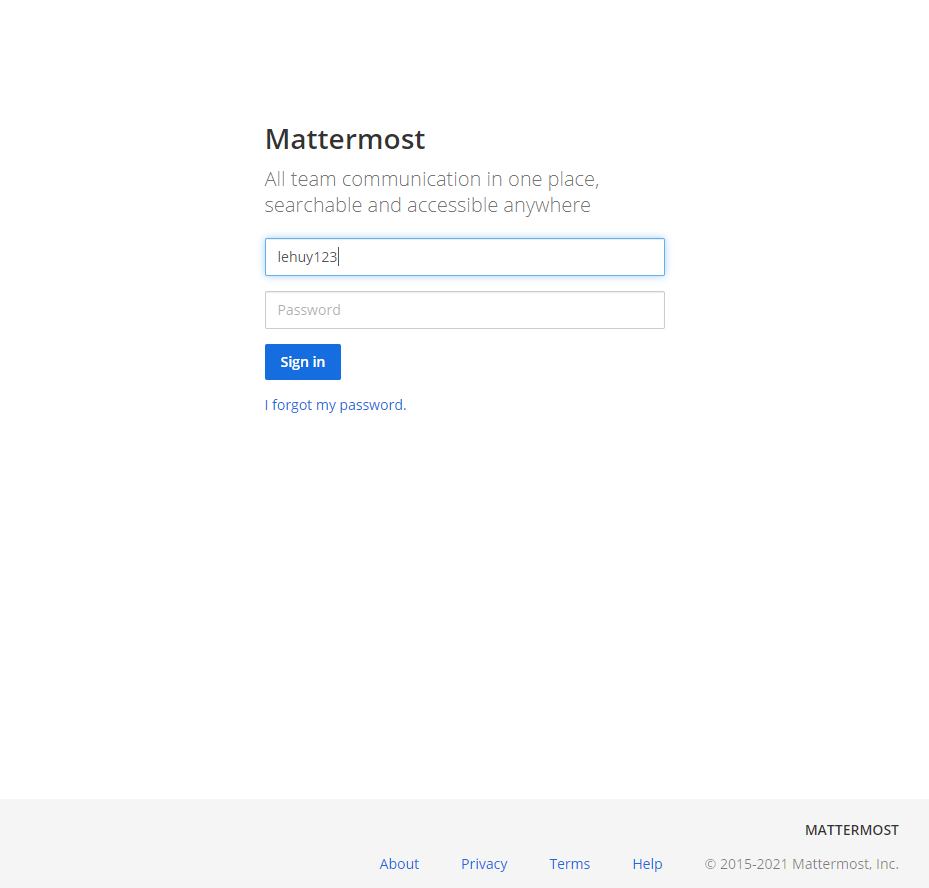 Mattermost
All team communication in one place,
searchable and accessible anywhere
lehuy123
Password
Sign in
I forgot my password.
MATTERMOST
About Privacy Terms Help © 2015-2021 Mattermost, Inc.